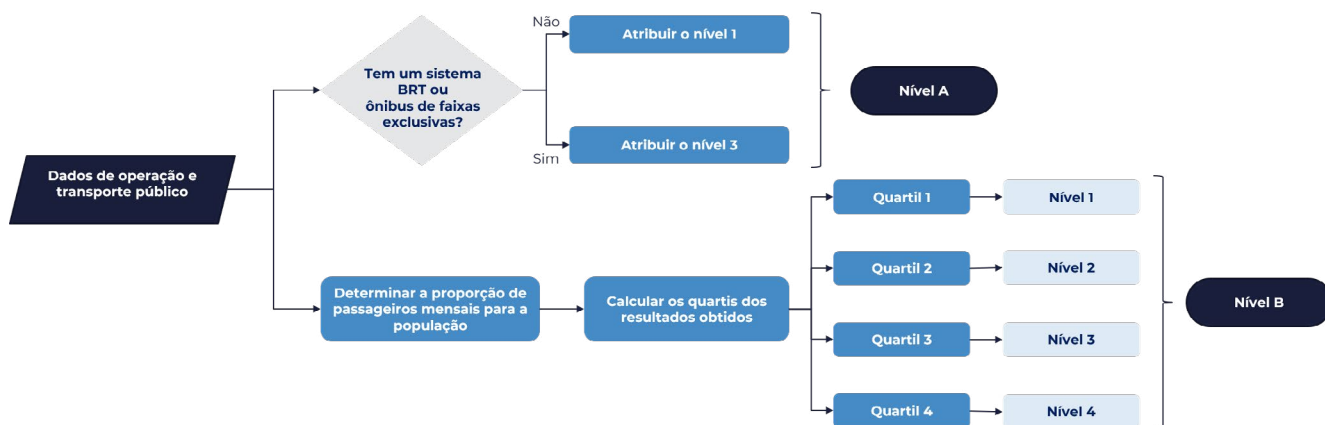 Dados de operação e
transporte público
Tem um sistema
BRT ou
ônibus de faixas
exclusivas?
Não
Atribuir o nível 1
Sim
Atribuir o nível 3
Nível A
Determinar a proporção de
passageiros mensais para a
população
Calcular os quartis dos
resultados obtidos
Quartil 1
Nível 1
Quartil 2
Nível 2
Quartil 3
Nível 3
Quartil 4
Nível 4
Nível B